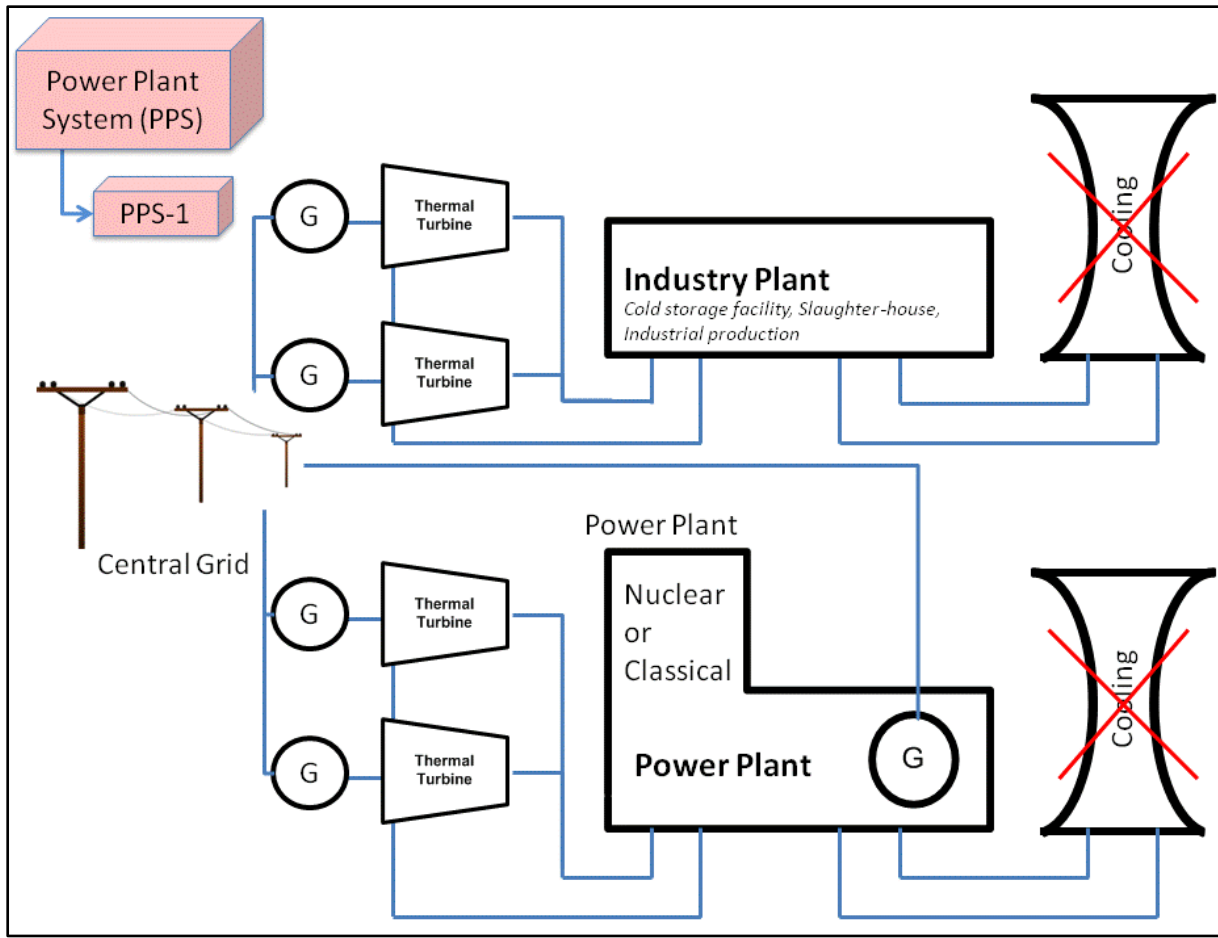 Power Plant
System (PPS)
PPS-1
G
Thermal
Turbine
G
Thermal
Turbine
Industry Plant
Cold storage facility, Slaughter-house,
Industrial production
Cooling
Central Grid
G
Thermal
Turbine
G
Thermal
Turbine
Power Plant
Nuclear
or
Classical
Power Plant
G
Cooling